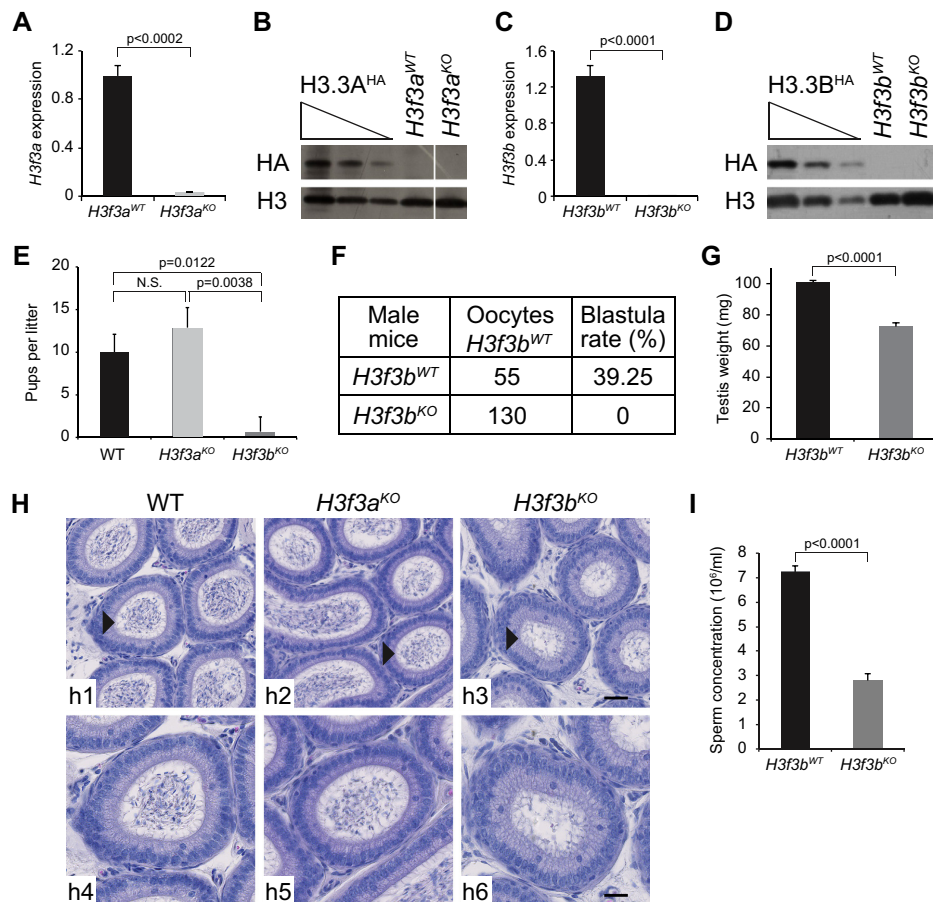 A
p<0.0002
H3f3a expression
1.2
0.8
0.4
0
H3f3a^WT
H3f3a^KO
B
H3.3A^HA
H3f3a^WT
H3f3a^KO
HA
H3
C
p<0.0001
H3f3b expression
1.6
1.3
1.0
0.7
0.4
0
H3f3b^WT
H3f3b^KO
D
H3.3B^HA
H3f3b^WT
H3f3b^KO
HA
H3
E
p=0.0122
N.S.
p=0.0038
Pups per litter
20
15
10
5
0
WT
H3f3a^KO
H3f3b^KO
F
Male mice
Oocytes H3f3b^WT
Blastula rate (%)
H3f3b^WT
55
39.25
H3f3b^KO
130
0
G
p<0.0001
Testis weight (mg)
100
80
60
40
20
0
H3f3b^WT
H3f3b^KO
H
WT
H3f3a^KO
H3f3b^KO
h1
h2
h3
h4
h5
h6
I
p<0.0001
Sperm concentration (10^6/ml)
8
7
6
5
4
3
2
1
0
H3f3b^WT
H3f3b^KO